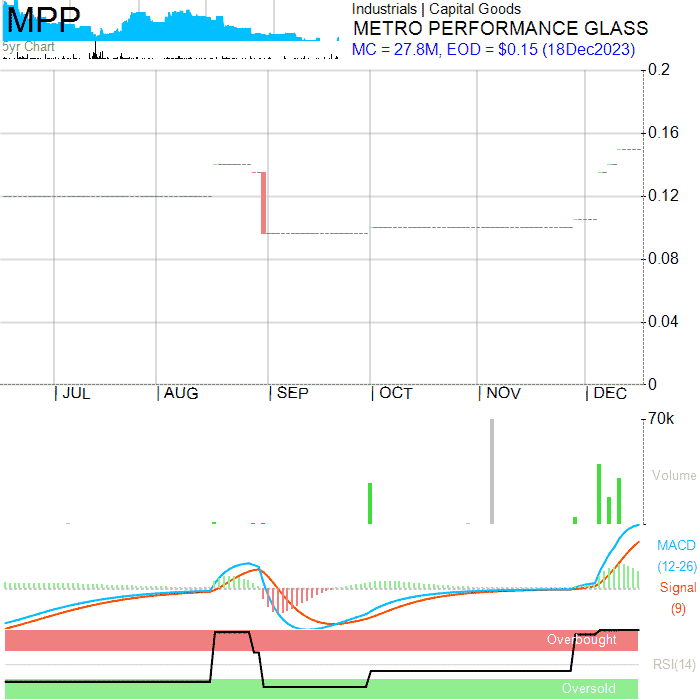 MPP
5yr Chart
Industrials | Capital Goods
METRO PERFORMANCE GLASS
MC = 27.8M, EOD = $0.15 (18Dec2023)
0.2
0.16
0.12
0.08
0.04
0
| JUL | AUG | SEP | OCT | NOV | DEC
70k
Volume
MACD
(12-26)
Signal
(9)
Overbought
RSI(14)
Oversold